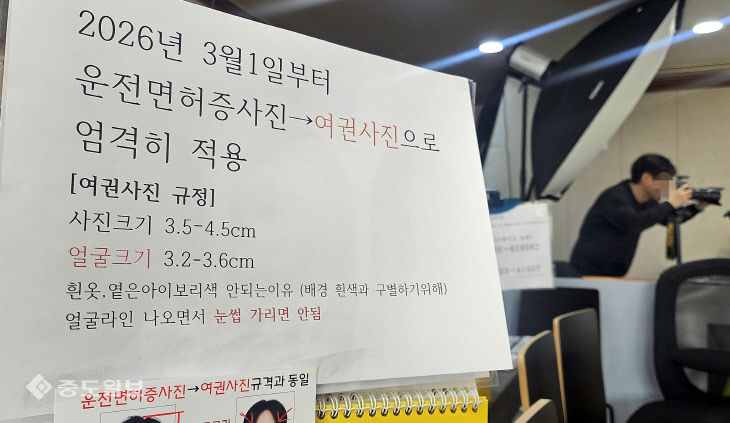 2026년 3월1일부터
운전면허증사진→여권사진으로
엄격히 적용
[여권사진 규정]
사진크기 3.5-4.5cm
얼굴크기 3.2-3.6cm
흰옷.옅은아이보리색 안되는이유 (배경 흰색과 구별하기위해)
얼굴라인 나오면서 눈썹 가리면 안됨
중도일보
운전면허증사진→여권사진규격과 동일